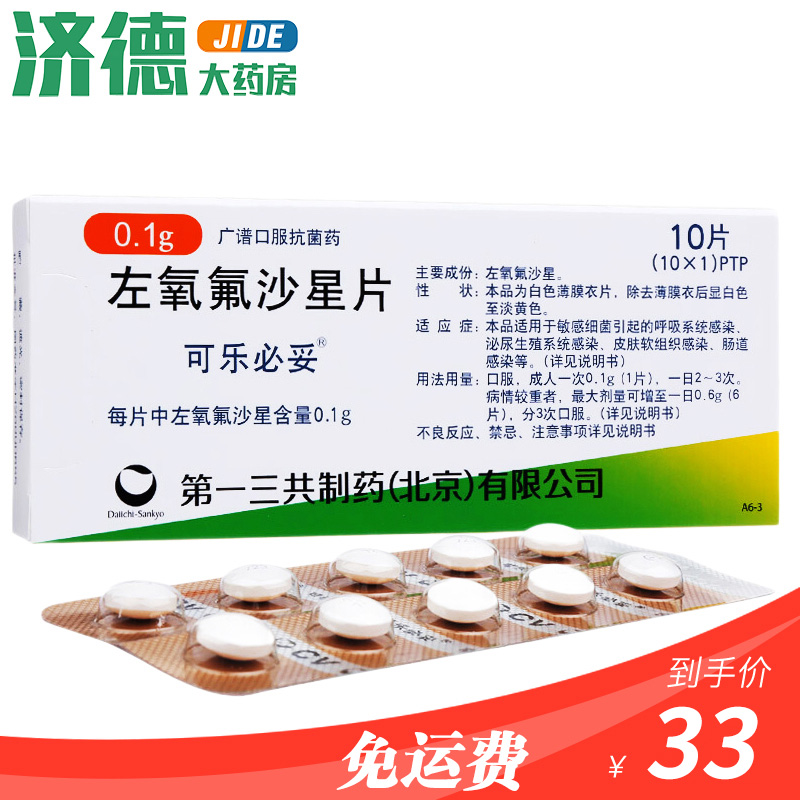 济德
JIDE
大药房
0.1g
广谱口服抗菌药
10片
(10×1)PTP
左氧氟沙星片
可乐必妥®
每片中左氧氟沙星含量0.1g
主要成份：左氧氟沙星。
性　　状：本品为白色薄膜衣片，除去薄膜衣后显白色
至淡黄色。
适 应 症：本品适用于敏感细菌引起的呼吸系统感染、
泌尿生殖系统感染、皮肤软组织感染、肠道
感染等。（详见说明书）
用法用量：口服，成人一次0.1g (1片)，一日2～3次。
病情较重者，最大剂量可增至一日0.6g (6
片)，分3次口服。（详见说明书）
不良反应、禁忌、注意事项详见说明书
Daiichi-Sankyo
第一三共制药(北京)有限公司
A6-3
到手价
免运费
¥ 33